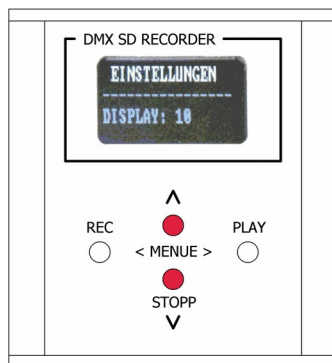 DMX SD RECORDER
EINSTELLUNGEN
----------------
DISPLAY: 10
REC
PLAY
< MENUE >
STOPP